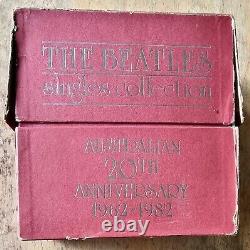 THE BEATLES
singles collection
AUSTRALIAN
20TH
ANNIVERSARY
1962-1982